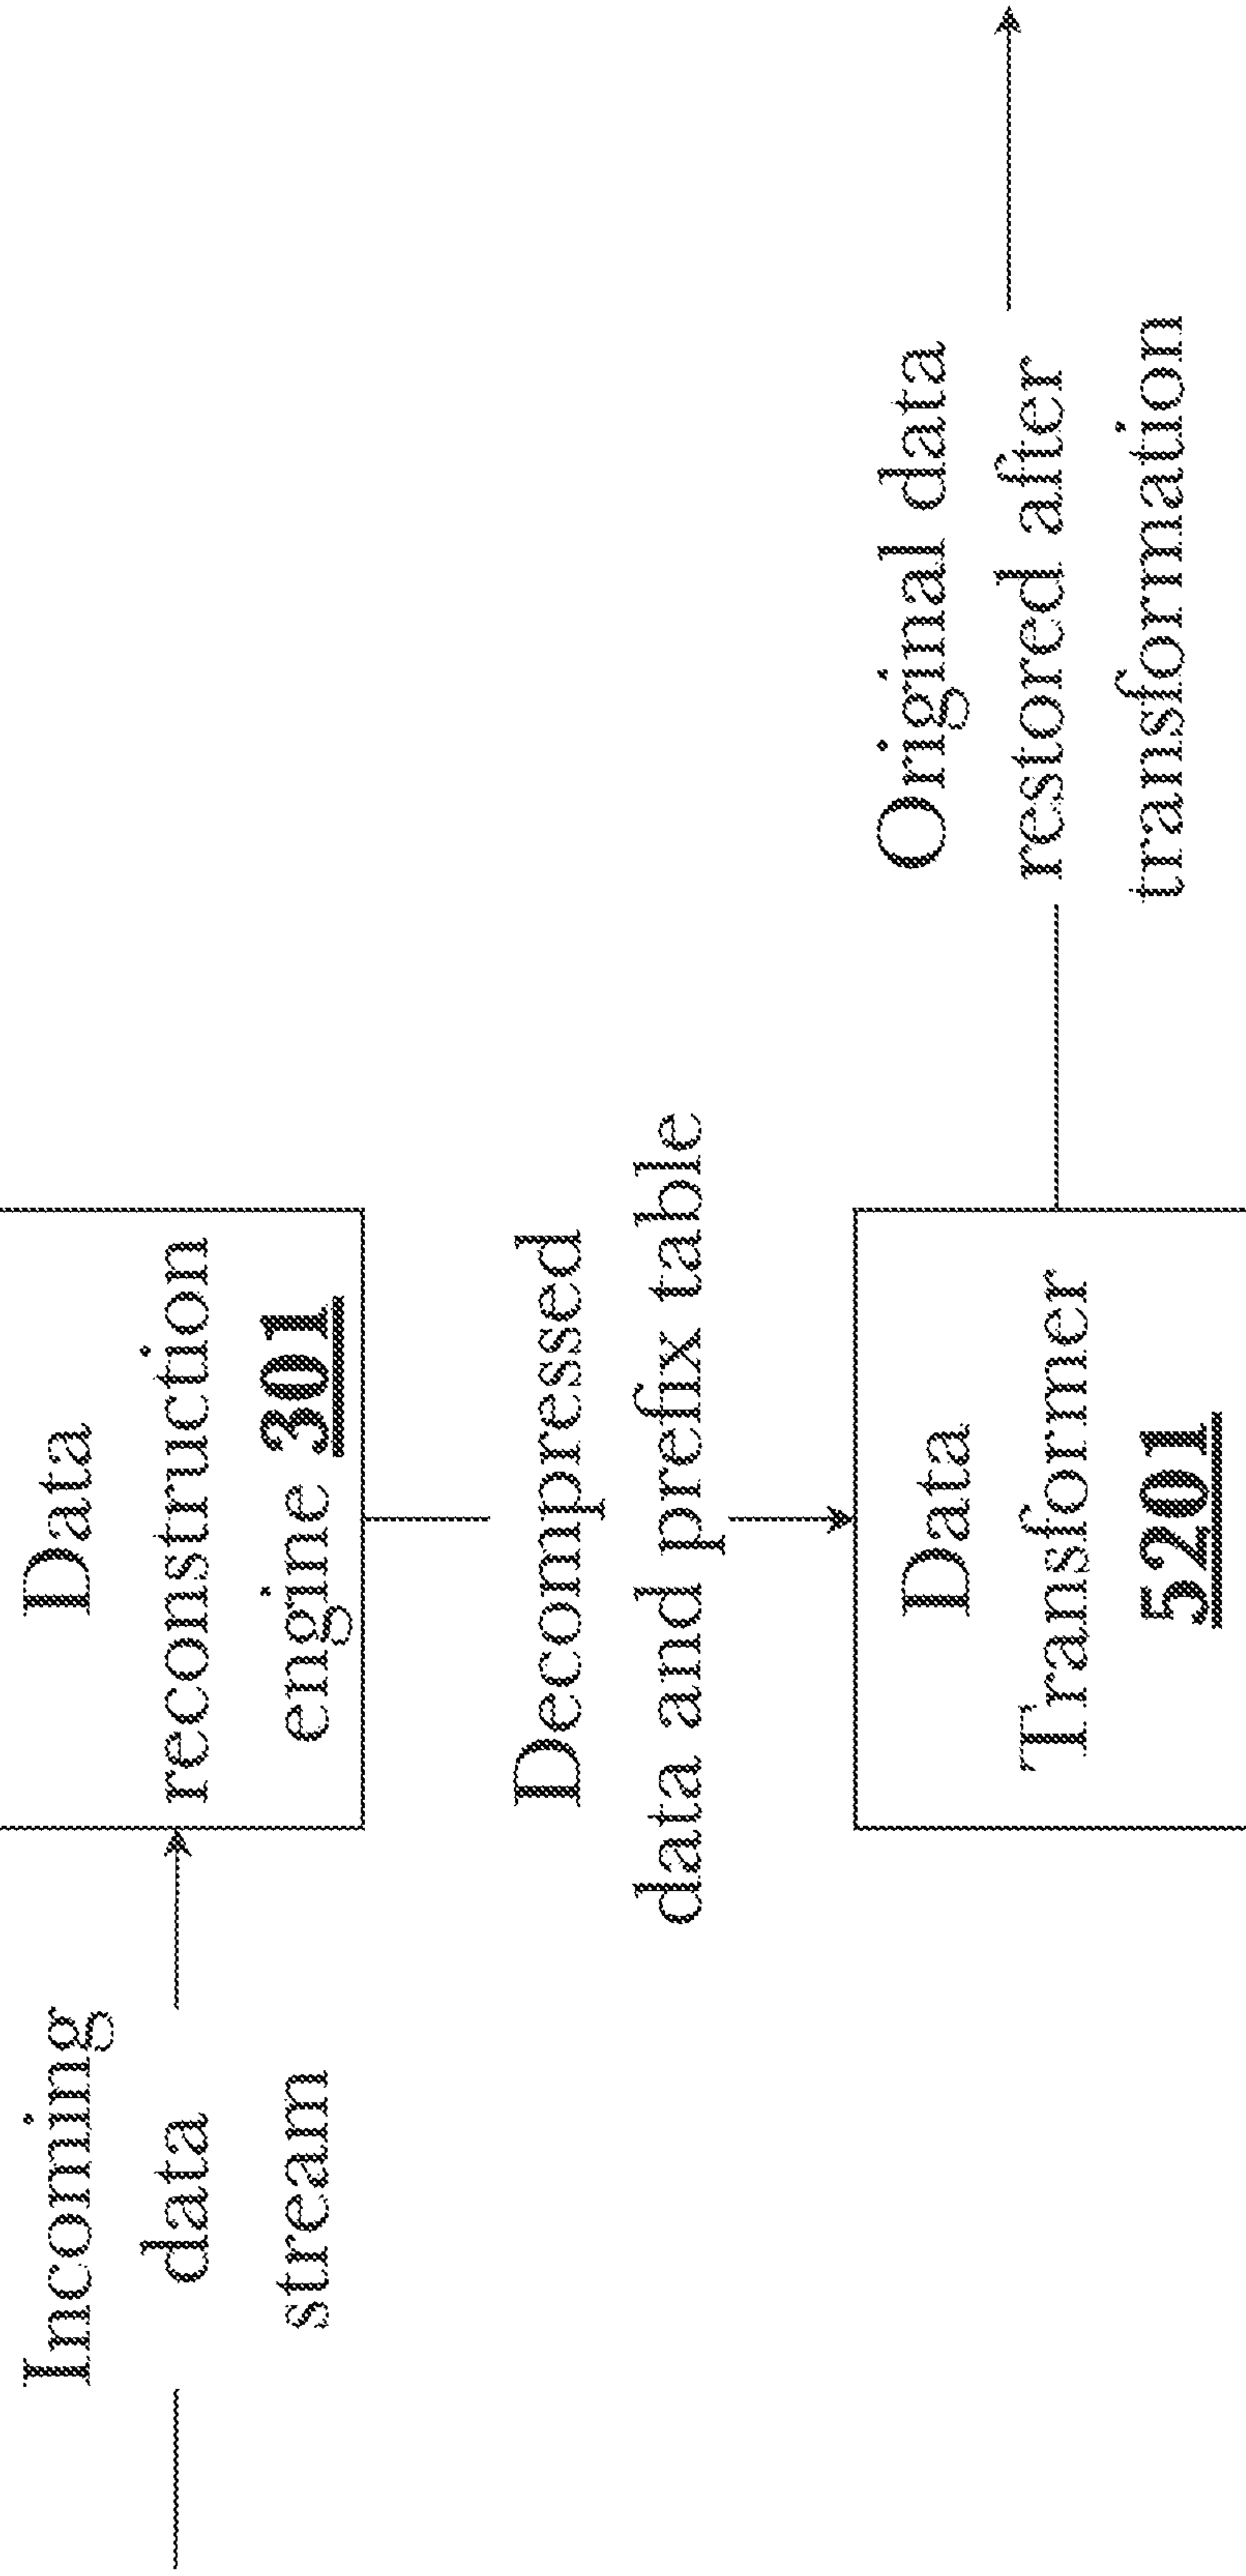 Incoming
data
stream
Data
reconstruction
engine 301
Decompressed
data and prefix table
Data
Transformer
5201
Original data
restored after
transformation